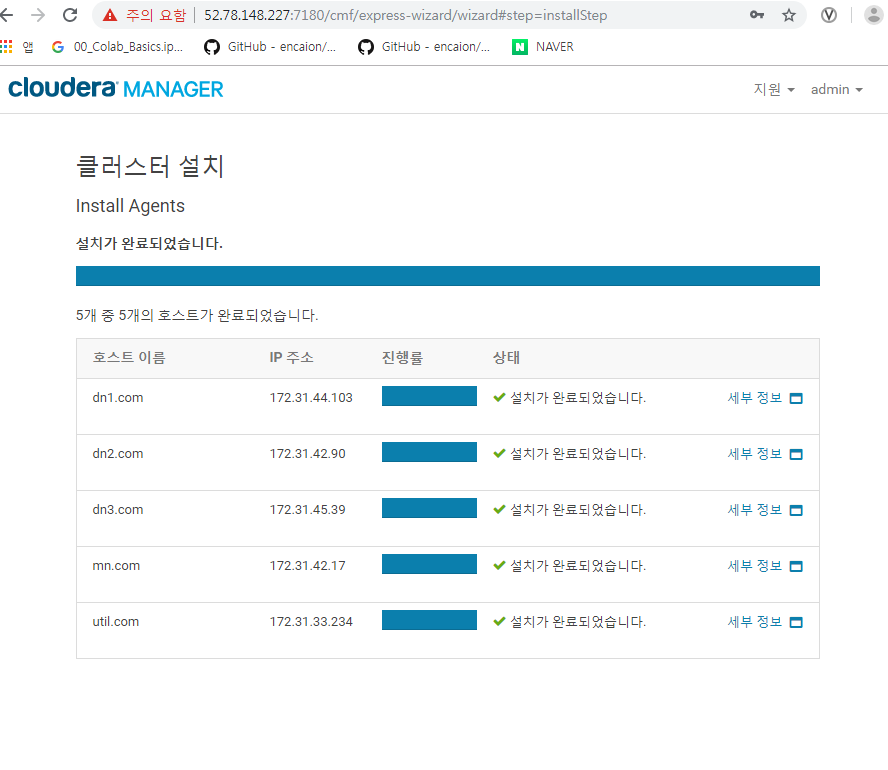 주의 요함 52.78.148.227:7180/cmf/express-wizard/wizard#step=installStep
앱 00_Colab_Basics.ip... GitHub - encaion/... GitHub - encaion/... NAVER
cloudera MANAGER 지원 admin
클러스터 설치
Install Agents
설치가 완료되었습니다.
5개 중 5개의 호스트가 완료되었습니다.
호스트 이름 IP 주소 진행률 상태
dn1.com 172.31.44.103 설치가 완료되었습니다. 세부 정보
dn2.com 172.31.42.90 설치가 완료되었습니다. 세부 정보
dn3.com 172.31.45.39 설치가 완료되었습니다. 세부 정보
mn.com 172.31.42.17 설치가 완료되었습니다. 세부 정보
util.com 172.31.33.234 설치가 완료되었습니다. 세부 정보